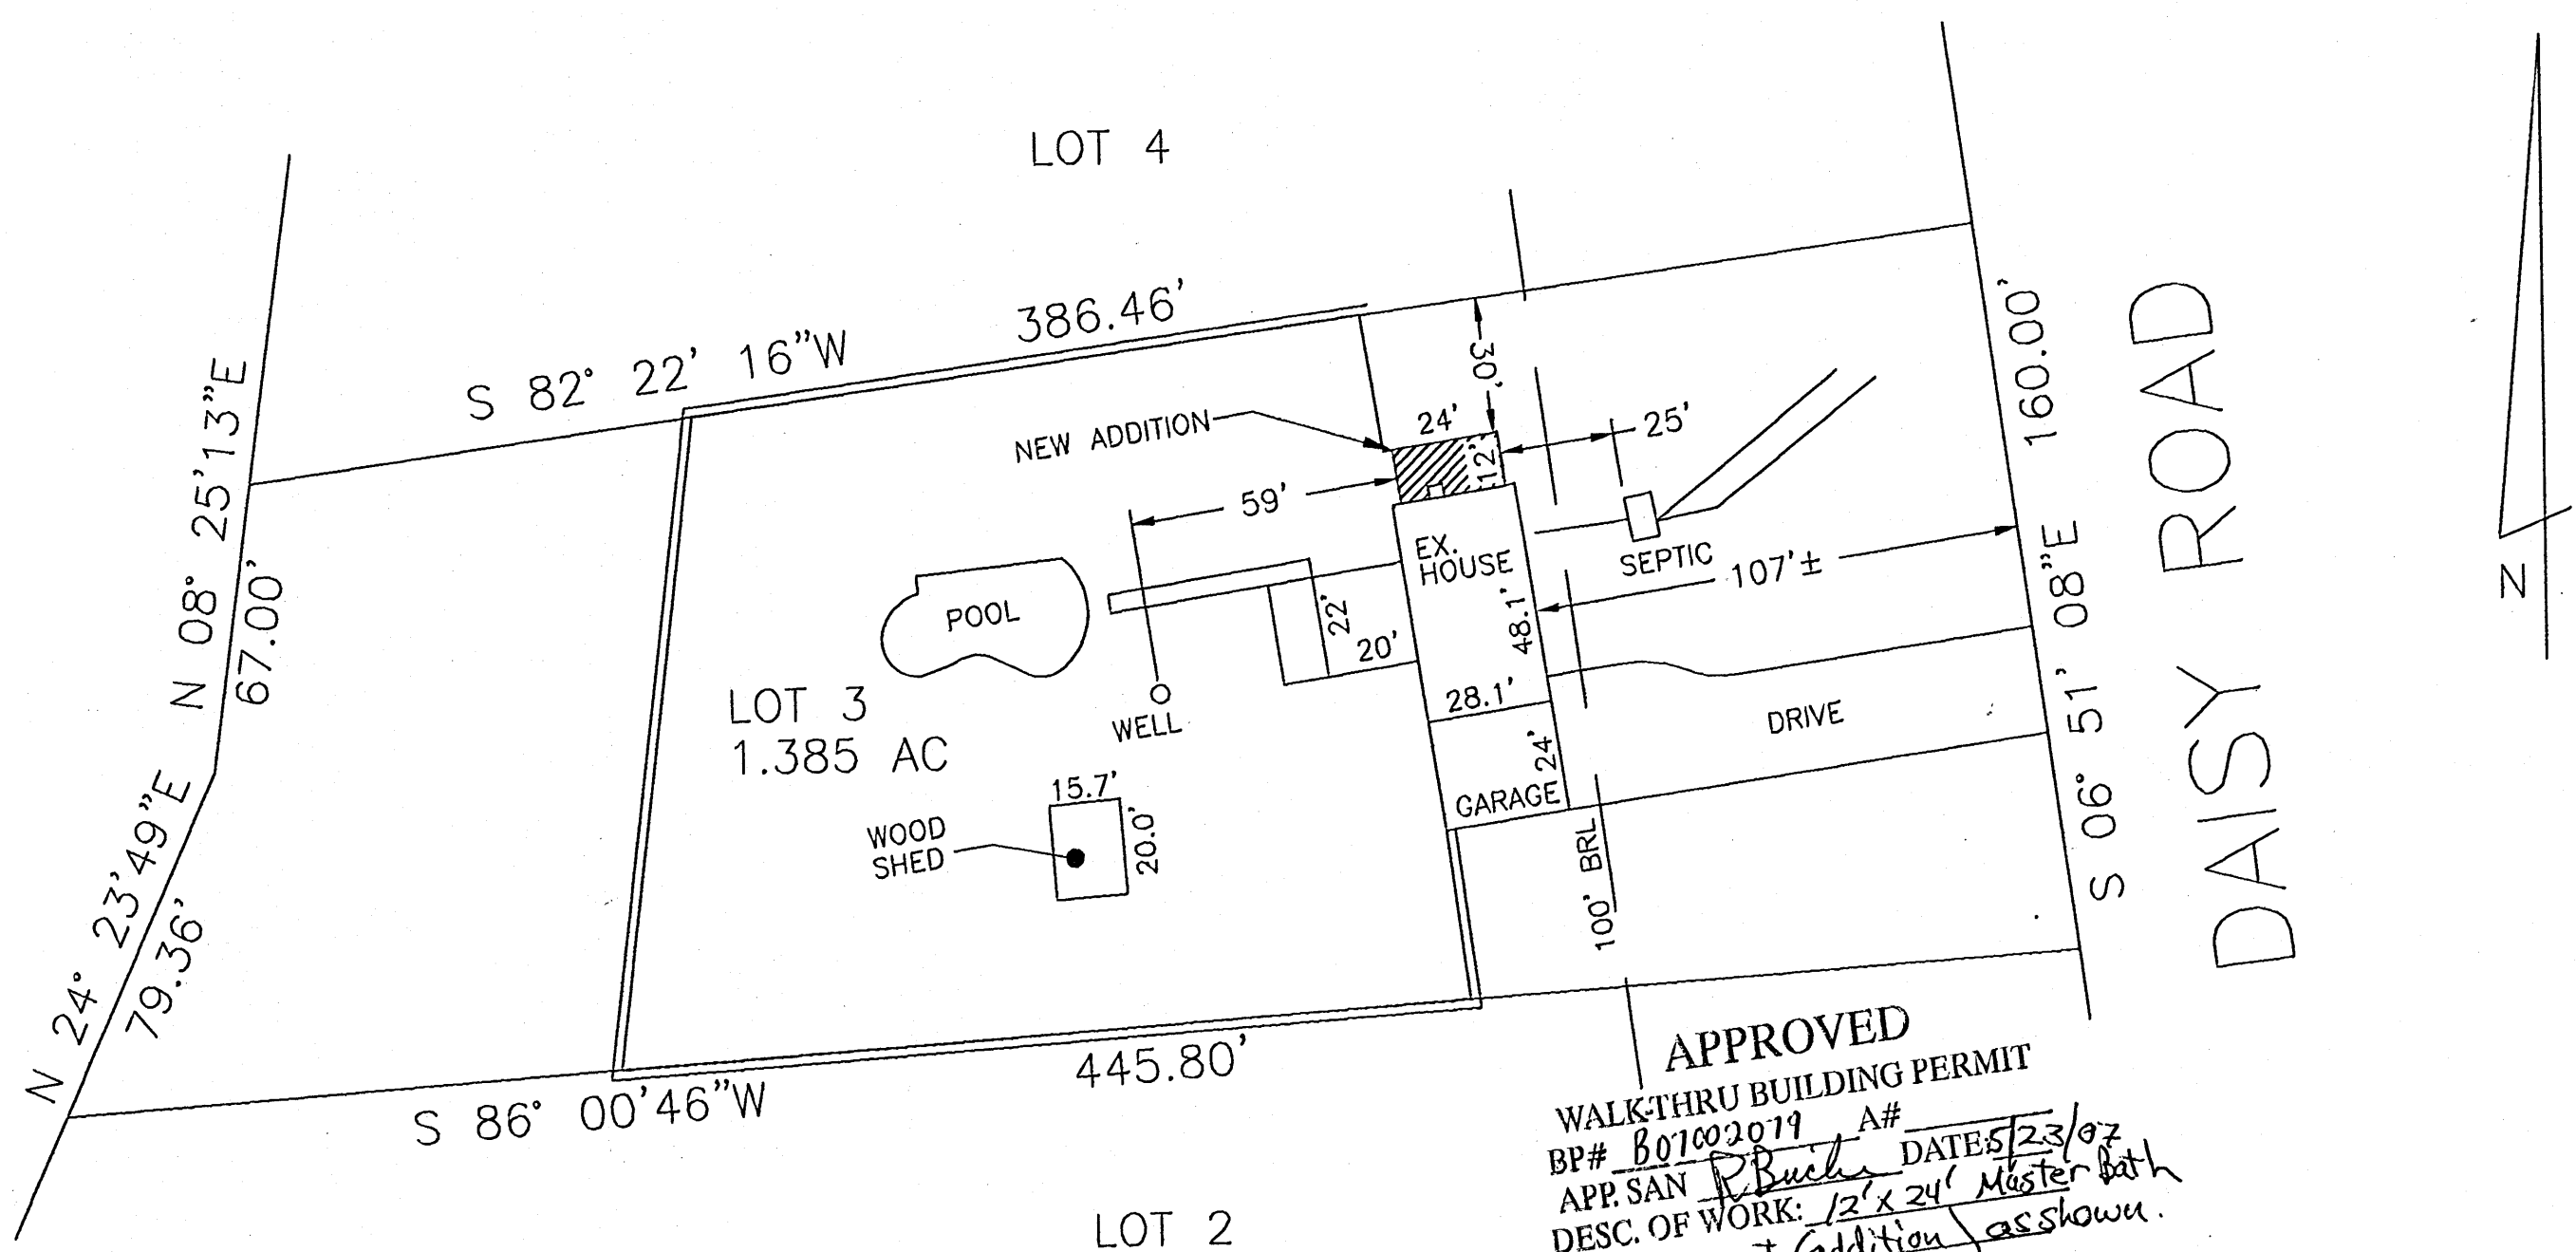 LOT 4
386.46'
S 82° 22' 16"W
N 08° 25'13"E
67.00'
N 24° 23'49"E
79.36'
NEW ADDITION
24'
12'
30'
25'
59'
EX.
HOUSE
SEPTIC
107'±
48.1'
22'
20'
28.1'
POOL
WELL
LOT 3
1.385 AC
15.7'
20.0'
WOOD
SHED
GARAGE
24'
DRIVE
100' BRL
160.00'
S 06° 51' 08"E
DAISY ROAD
N
445.80'
S 86° 00'46"W
LOT 2
APPROVED
WALK-THRU BUILDING PERMIT
BP# B07002019 A#
APP. SAN DATE: 5/23/07
DESC. OF WORK: 12' x 24' Master Bath
addition as shown.